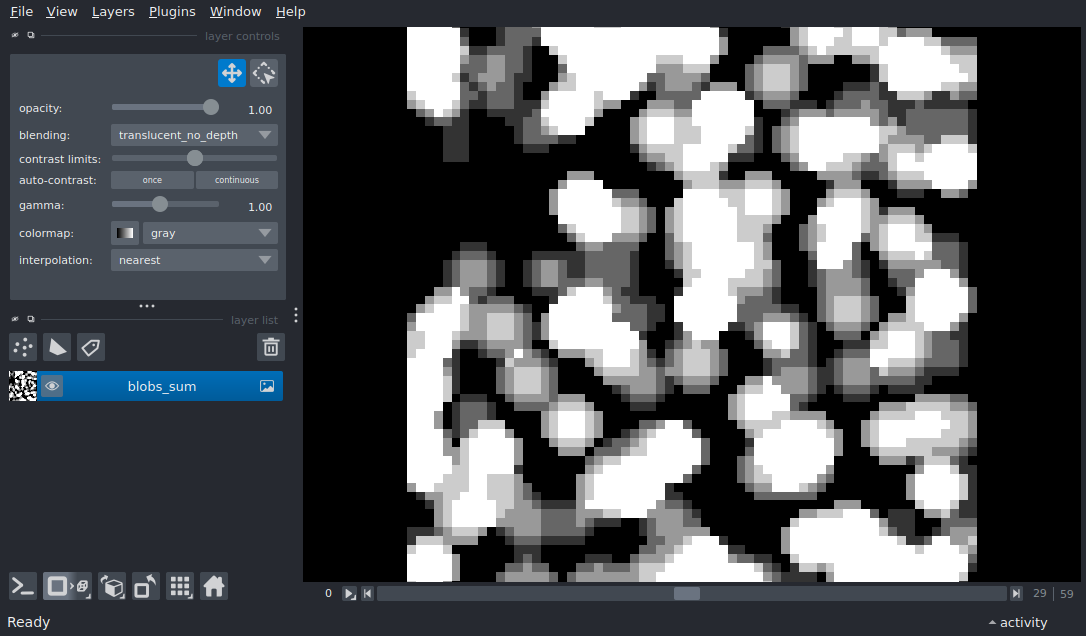 File View Layers Plugins Window Help
layer controls
opacity: 1.00
blending: translucent_no_depth
contrast limits:
auto-contrast: once continuous
gamma: 1.00
colormap: gray
interpolation: nearest
layer list
blobs_sum
0 29 59
Ready activity